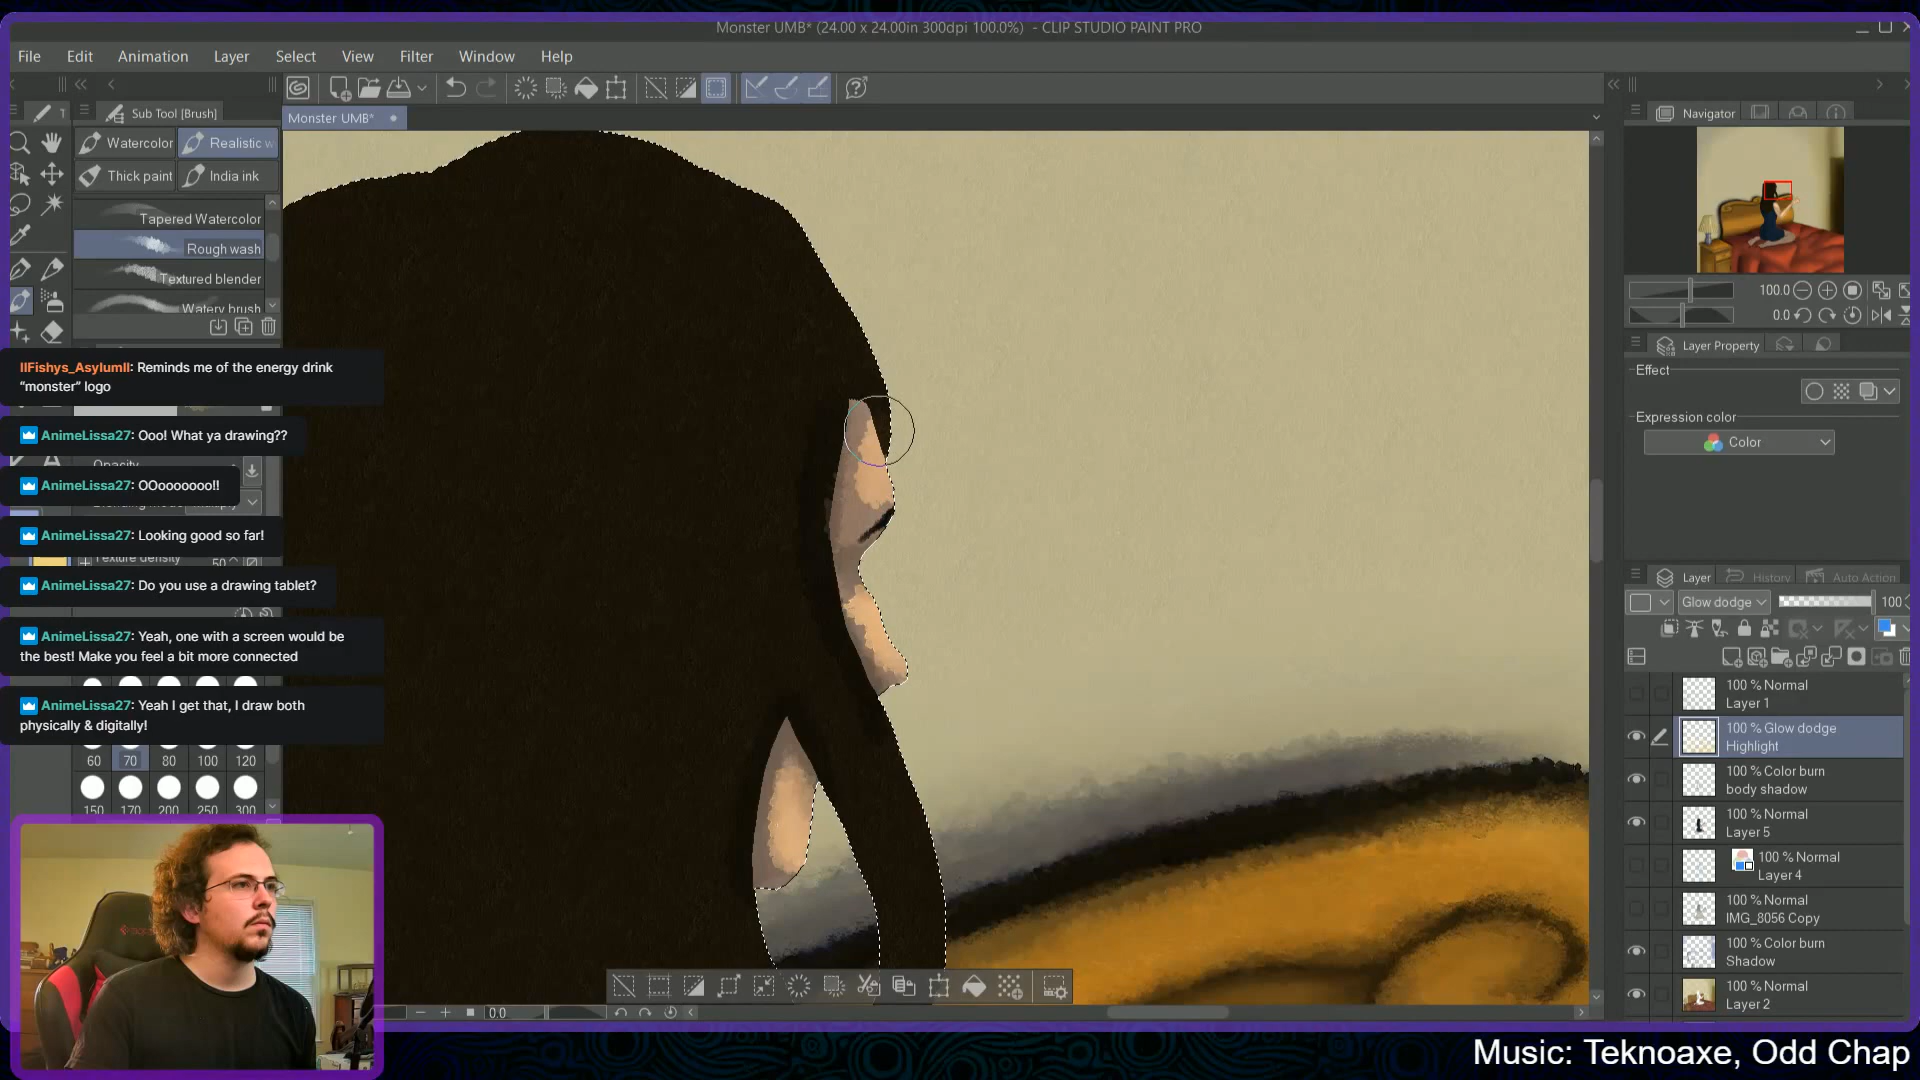 Monster UMB* (24.00 x 24.00in 300dpi 100.0%) - CLIP STUDIO PAINT PRO
File Edit Animation Layer Select View Filter Window Help
Sub Tool [Brush]
Monster UMB*
Navigator
Watercolor
Realistic w
Thick paint
India ink
Tapered Watercolor
Rough wash
Textured blender
Watery brush
100.0
0.0
Layer Property
Effect
Expression color
Color
IIFishys_AsylumII: Reminds me of the energy drink
“monster” logo
AnimeLissa27: Ooo! What ya drawing??
Opacity
AnimeLissa27: OOooooooo!!
AnimeLissa27: Looking good so far!
Texture density
50
AnimeLissa27: Do you use a drawing tablet?
AnimeLissa27: Yeah, one with a screen would be
the best! Make you feel a bit more connected
AnimeLissa27: Yeah I get that, I draw both
physically & digitally!
60 70 80 100 120
150 170 200 250 300
Layer History Auto Action
Glow dodge 100
100 % Normal
Layer 1
100 % Glow dodge
Highlight
100 % Color burn
body shadow
100 % Normal
Layer 5
100 % Normal
Layer 4
100 % Normal
IMG_8056 Copy
100 % Color burn
Shadow
100 % Normal
Layer 2
0.0
Music: Teknoaxe, Odd Chap